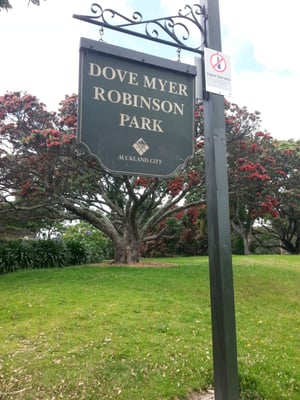 DOVE MYER
ROBINSON
PARK
AUCKLAND CITY